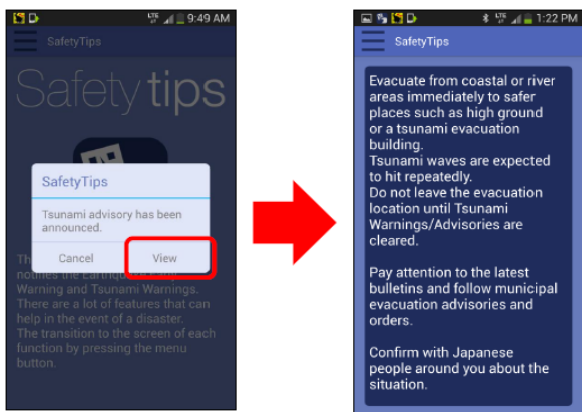 LTE 9:49 AM
SafetyTips
Safety tips
SafetyTips
Tsunami advisory has been
announced.
Cancel View
notifies the Earthquake Early
Warning and Tsunami Warnings.
There are a lot of features that can
help in the event of a disaster.
The transition to the screen of each
function by pressing the menu
button.
LTE 1:22 PM
SafetyTips
Evacuate from coastal or river
areas immediately to safer
places such as high ground
or a tsunami evacuation
building.
Tsunami waves are expected
to hit repeatedly.
Do not leave the evacuation
location until Tsunami
Warnings/Advisories are
cleared.
Pay attention to the latest
bulletins and follow municipal
evacuation advisories and
orders.
Confirm with Japanese
people around you about the
situation.